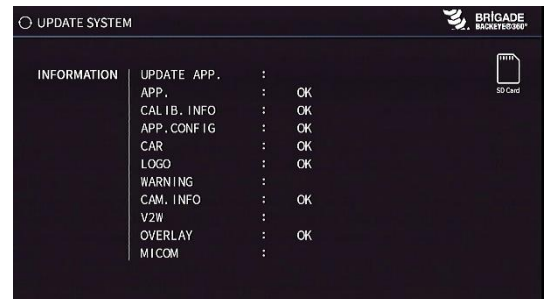 UPDATE SYSTEM
BRIGADE
BACKEYE®360°
SD Card
INFORMATION
UPDATE APP. :
APP. : OK
CALIB. INFO : OK
APP.CONFIG : OK
CAR : OK
LOGO : OK
WARNING :
CAM. INFO : OK
V2W :
OVERLAY : OK
MICOM :